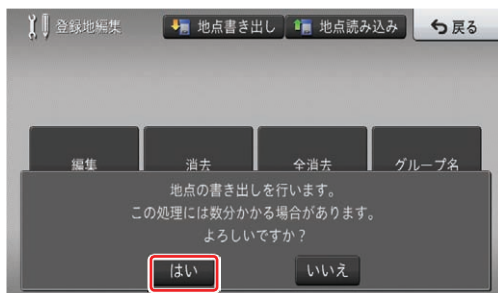 登録地編集
地点書き出し
地点読み込み
戻る
編集
消去
全消去
グループ名
地点の書き出しを行います。
この処理には数分かかる場合があります。
よろしいですか？
はい
いいえ